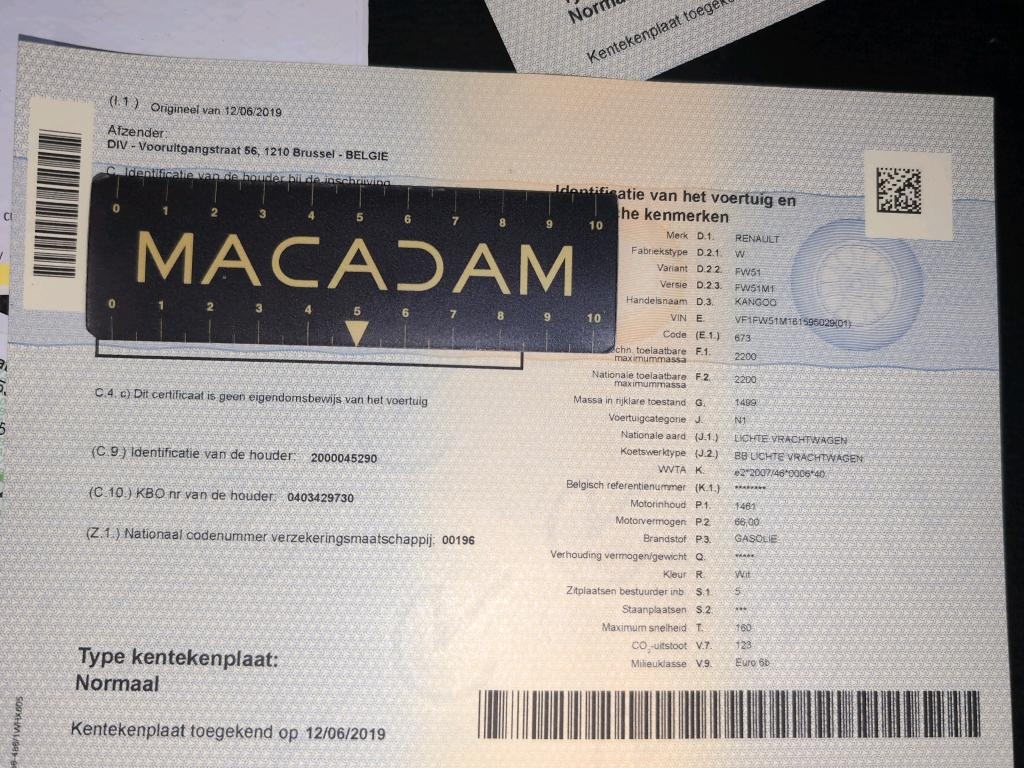 Kentekenplaat toegeke
(I.1.) Origineel van 12/06/2019
Afzender:
DIV - Vooruitgangstraat 56, 1210 Brussel - BELGIE
C. Identificatie van de houder bij de inschrijving
0 1 2 3 4 5 6 7 8 9 10
MACADAM
0 1 2 3 4 5 6 7 8 9 10
C.4. c) Dit certificaat is geen eigendomsbewijs van het voertuig
(C.9.) Identificatie van de houder: 2000045290
(C.10.) KBO nr van de houder: 0403429730
(Z.1.) Nationaal codenummer verzekeringsmaatschappij: 00196
Type kentekenplaat:
Normaal
Kentekenplaat toegekend op 12/06/2019
Identificatie van het voertuig en
che kenmerken
Merk D.1. RENAULT
Fabriekstype D.2.1. W
Variant D.2.2. FW51
Versie D.2.3. FW51M1
Handelsnaam D.3. KANGOO
VIN E. VF1FW51M161595029(01)
Code (E.1.) 673
chn. toelaatbare maximummassa F.1. 2200
Nationale toelaatbare maximummassa F.2. 2200
Massa in rijklare toestand G. 1499
Voertuigcategorie J. N1
Nationale aard (J.1.) LICHTE VRACHTWAGEN
Koetswerktype (J.2.) BB LICHTE VRACHTWAGEN
WVTA K. e2*2007/46*0006*40
Belgisch referentienummer (K.1.) ********
Motorinhoud P.1. 1461
Motorvermogen P.2. 66,00
Brandstof P.3. GASOLIE
Verhouding vermogen/gewicht Q. *****
Kleur R. Wit
Zitplaatsen bestuurder inb. S.1. 5
Staanplaatsen S.2. ***
Maximum snelheid T. 160
CO₂-uitstoot V.7. 123
Milieuklasse V.9. Euro 6b